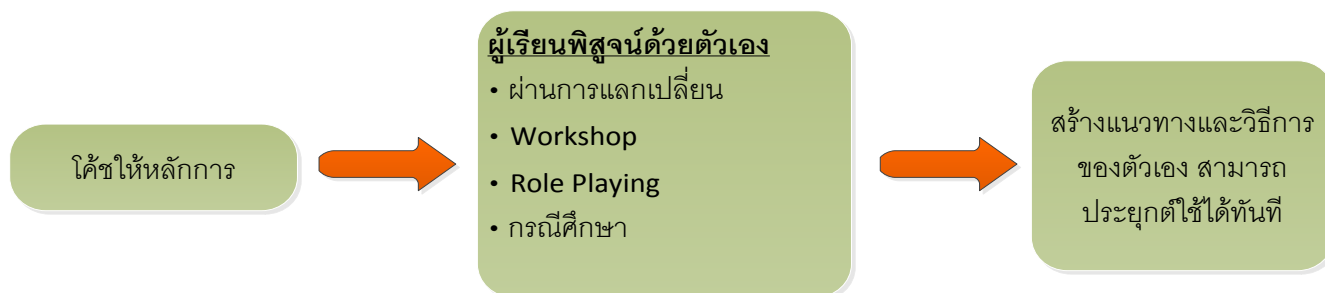 โค้ชให้หลักการ
ผู้เรียนพิสูจน์ด้วยตัวเอง
• ผ่านการแลกเปลี่ยน
• Workshop
• Role Playing
• กรณีศึกษา
สร้างแนวทางและวิธีการ
ของตัวเอง สามารถ
ประยุกต์ใช้ได้ทันที